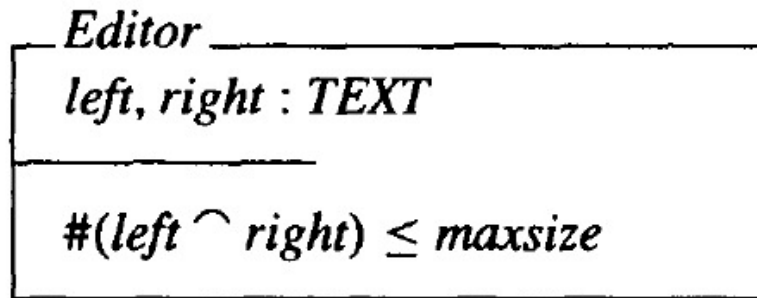 Editor
left, right : TEXT
#(left ⌢ right) ≤ maxsize